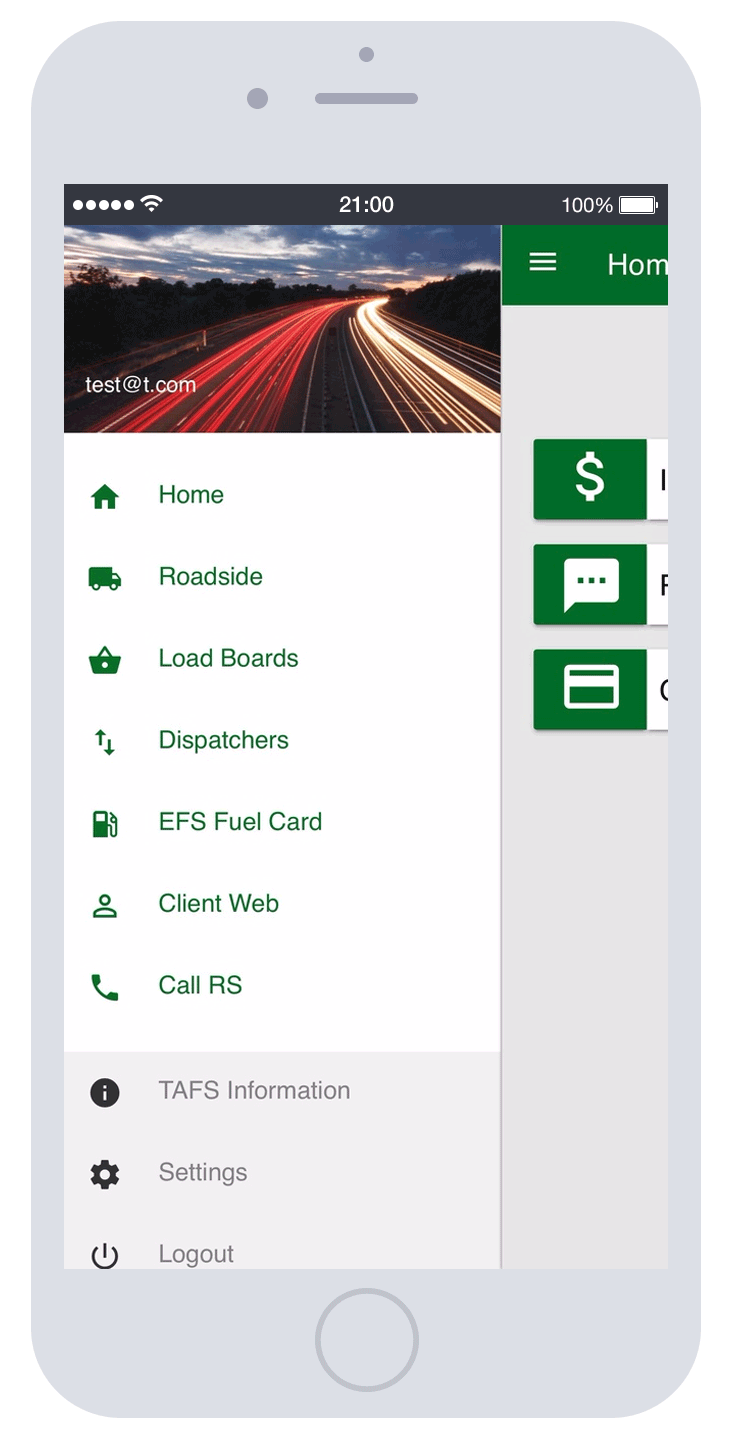 21:00
100%
test@t.com
Hom
Home
Roadside
Load Boards
Dispatchers
EFS Fuel Card
Client Web
Call RS
TAFS Information
Settings
Logout